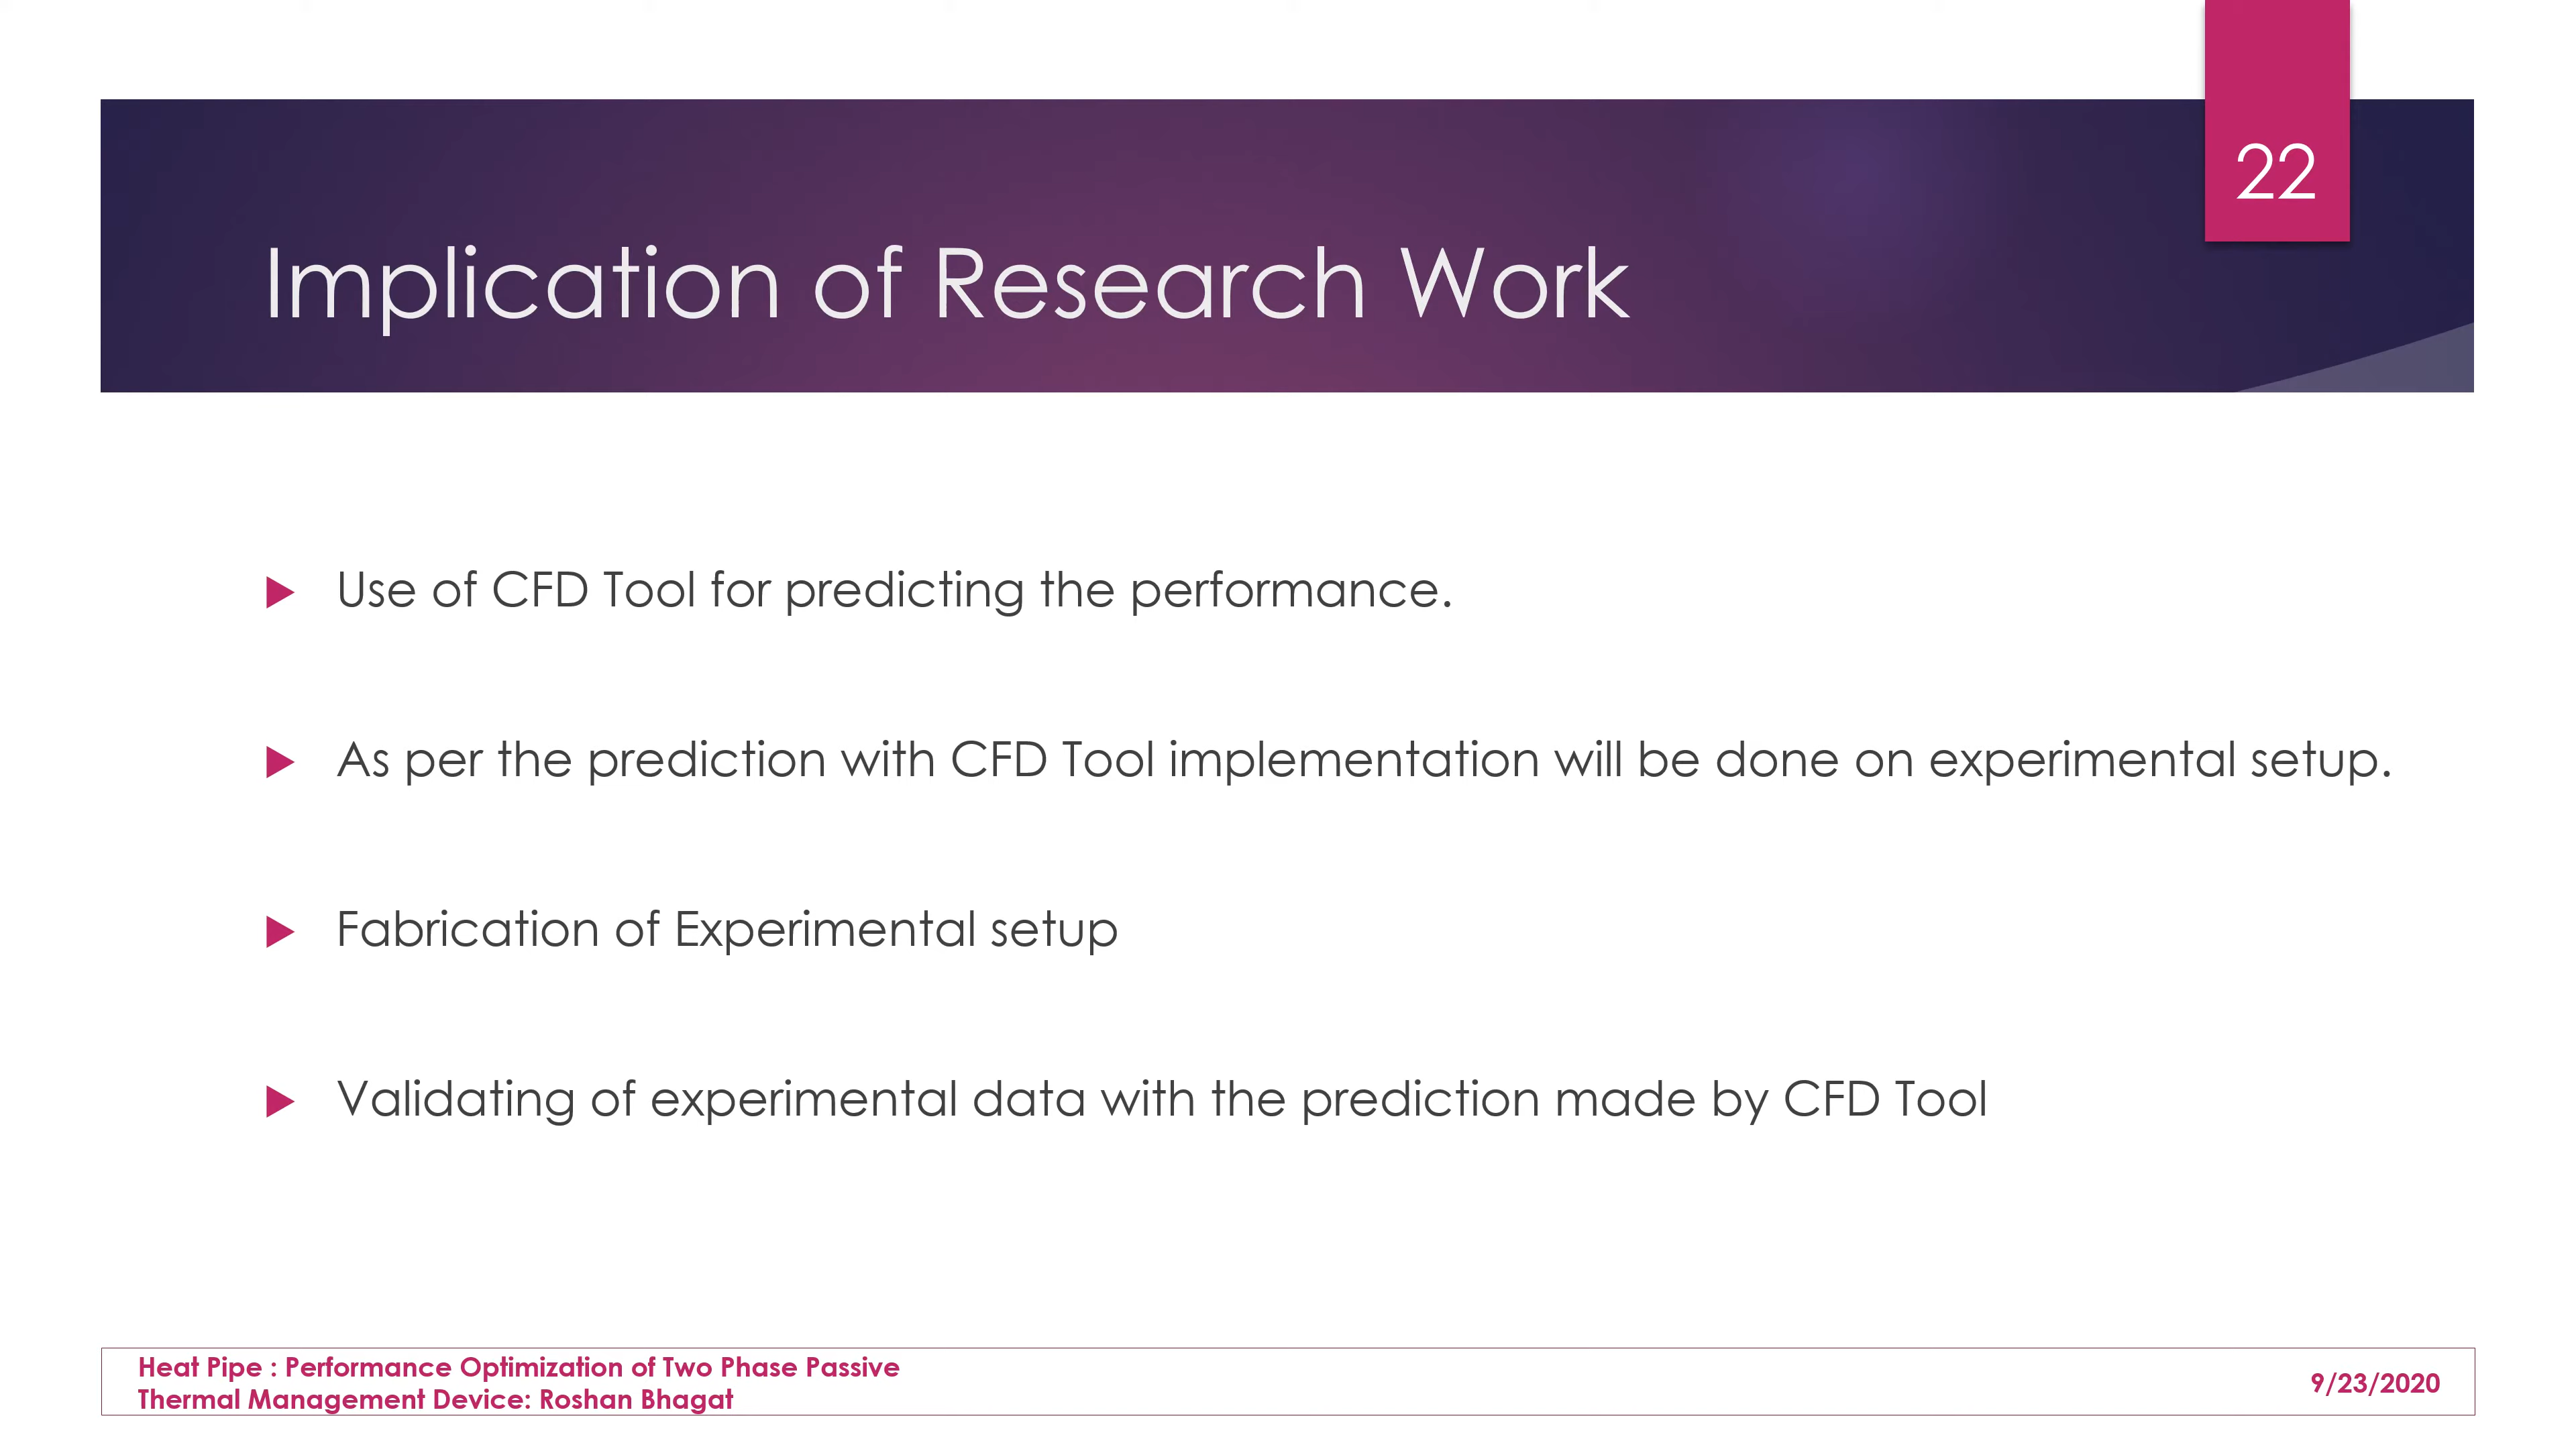 22
Implication of Research Work
Use of CFD Tool for predicting the performance.
As per the prediction with CFD Tool implementation will be done on experimental setup.
Fabrication of Experimental setup
Validating of experimental data with the prediction made by CFD Tool
Heat Pipe : Performance Optimization of Two Phase Passive
Thermal Management Device: Roshan Bhagat
9/23/2020